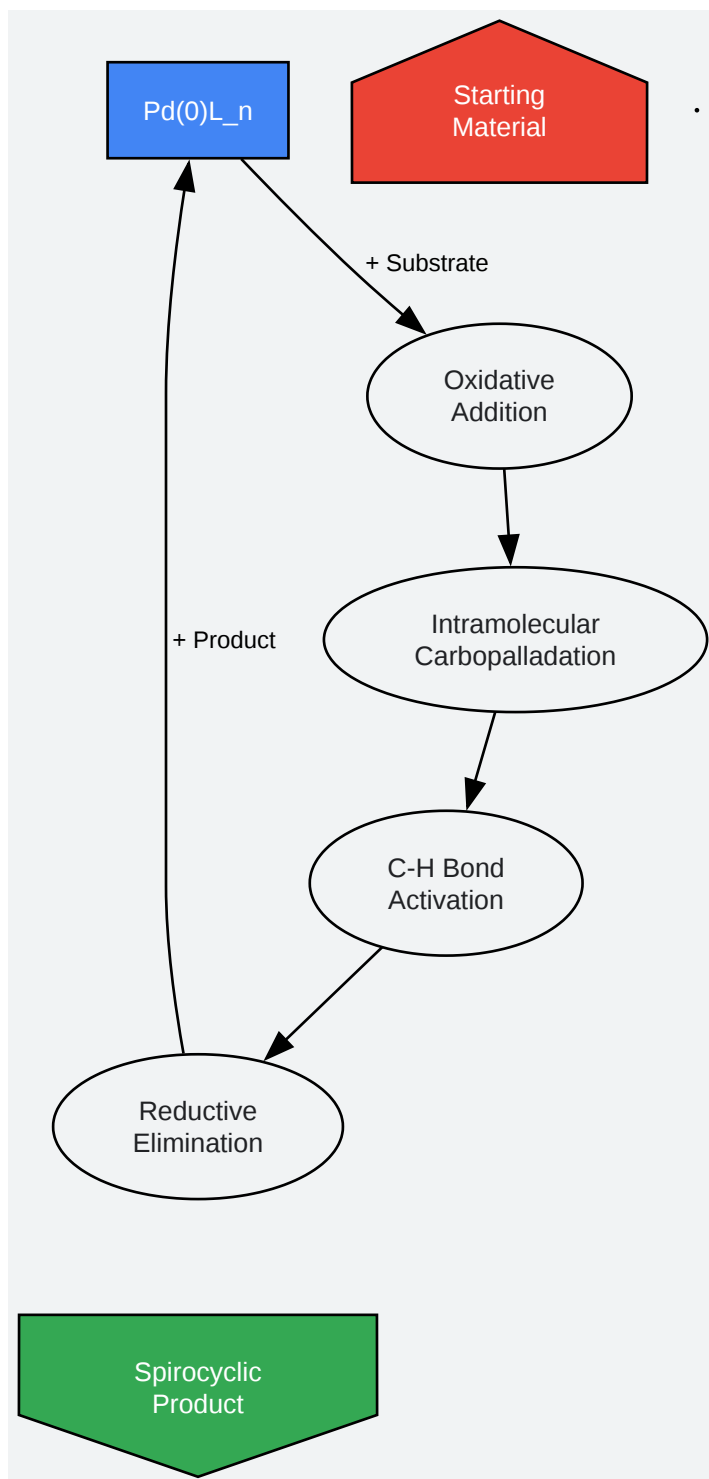 Pd(0)L_n
Starting
Material
+ Substrate
Oxidative
Addition
Intramolecular
Carbopalladation
+ Product
C-H Bond
Activation
Reductive
Elimination
Spirocyclic
Product